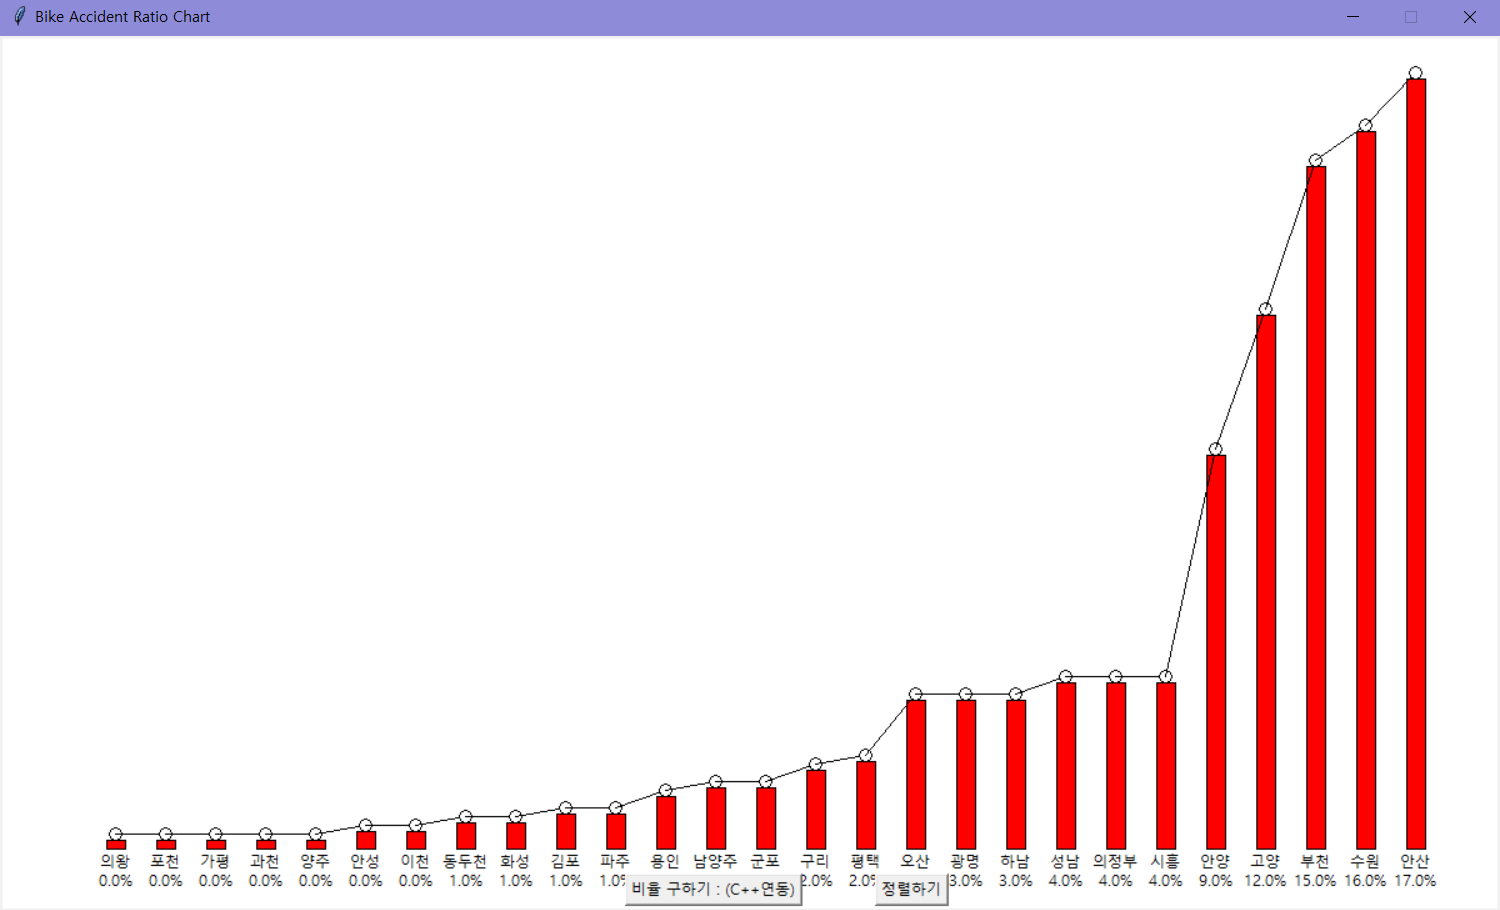 Bike Accident Ratio Chart
의왕 포천 가평 과천 양주 안성 이천 동두천 화성 김포 파주 용인 남양주 군포 구리 평택 오산 광명 하남 성남 의정부 시흥 안양 고양 부천 수원 안산
0.0% 0.0% 0.0% 0.0% 0.0% 0.0% 0.0% 1.0% 1.0% 1.0% 1.0% 2.0% 3.0% 3.0% 4.0% 4.0% 4.0% 9.0% 12.0% 15.0% 16.0% 17.0%
비율 구하기 : (C++연동) 정렬하기